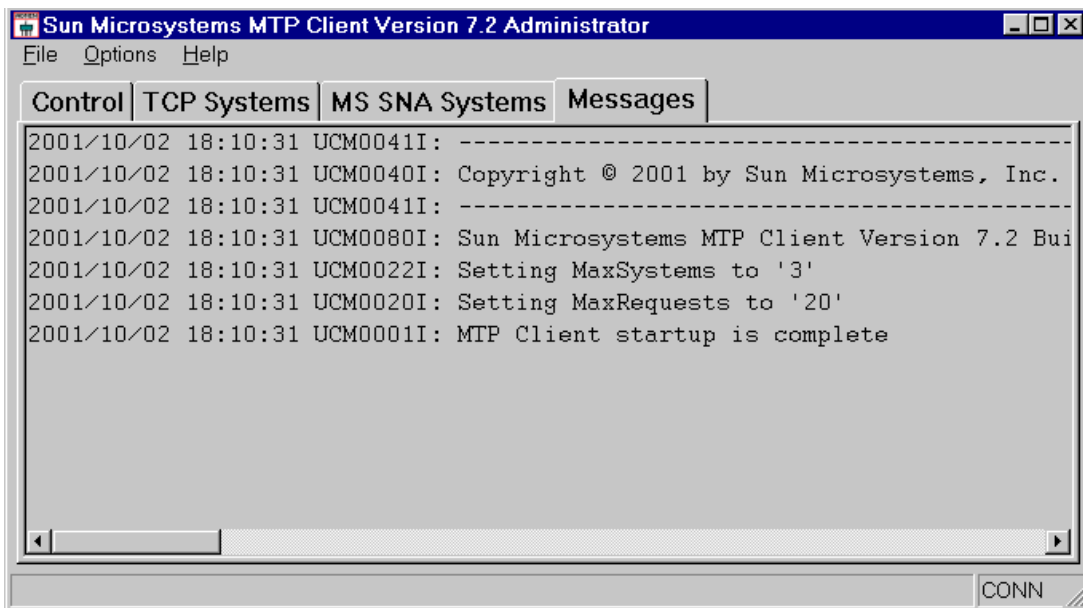 Sun Microsystems MTP Client Version 7.2 Administrator
File Options Help
Control TCP Systems MS SNA Systems Messages
2001/10/02 18:10:31 UCM0041I: -------------------------------------------
2001/10/02 18:10:31 UCM0040I: Copyright © 2001 by Sun Microsystems, Inc.
2001/10/02 18:10:31 UCM0041I: -------------------------------------------
2001/10/02 18:10:31 UCM0080I: Sun Microsystems MTP Client Version 7.2 Bui
2001/10/02 18:10:31 UCM0022I: Setting MaxSystems to '3'
2001/10/02 18:10:31 UCM0020I: Setting MaxRequests to '20'
2001/10/02 18:10:31 UCM0001I: MTP Client startup is complete
CONN